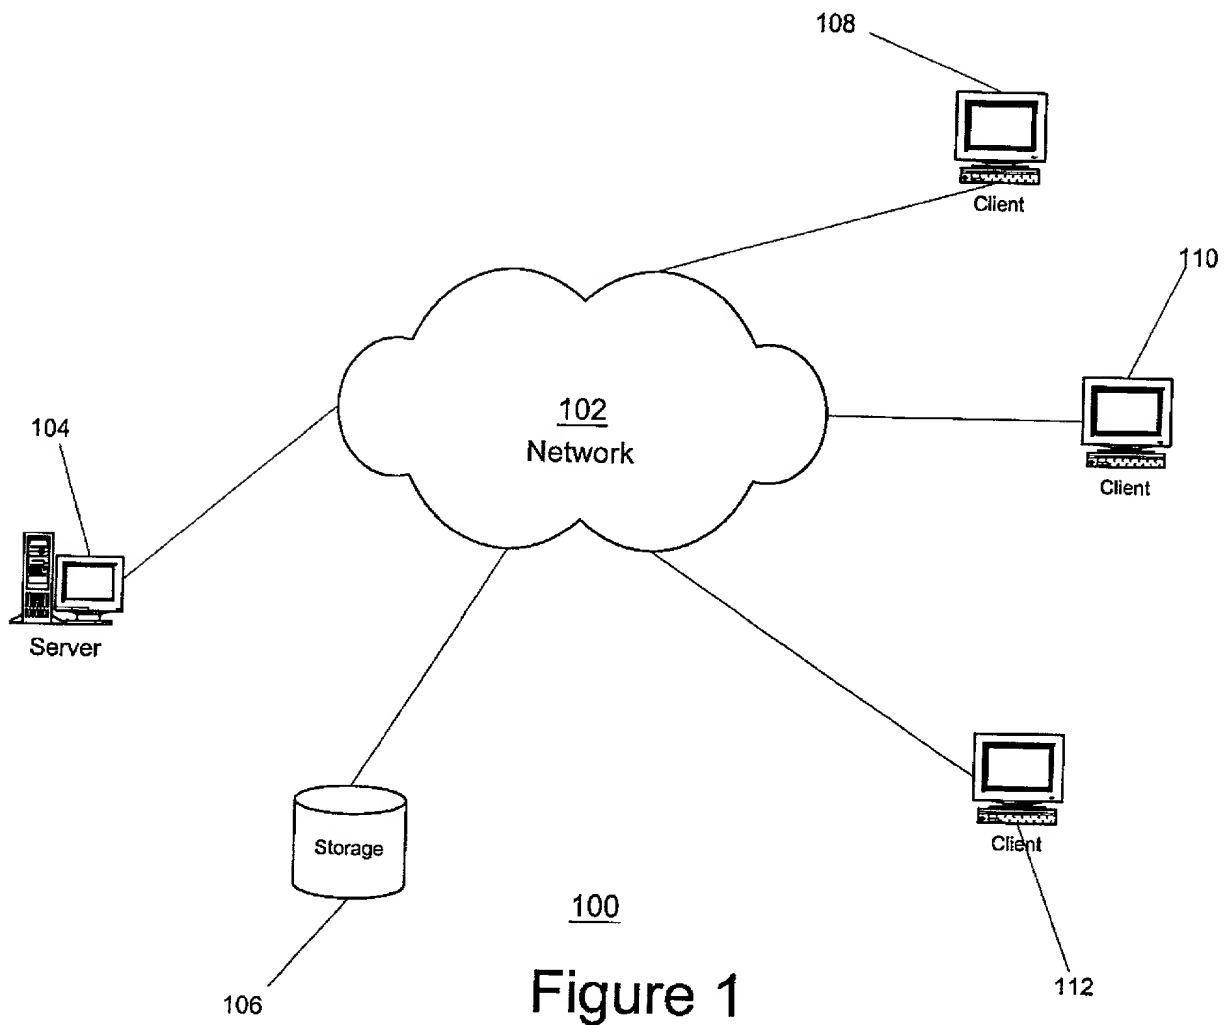 108
Client
110
102
Network
Client
104
Server
Storage
Client
100
106
112
Figure 1